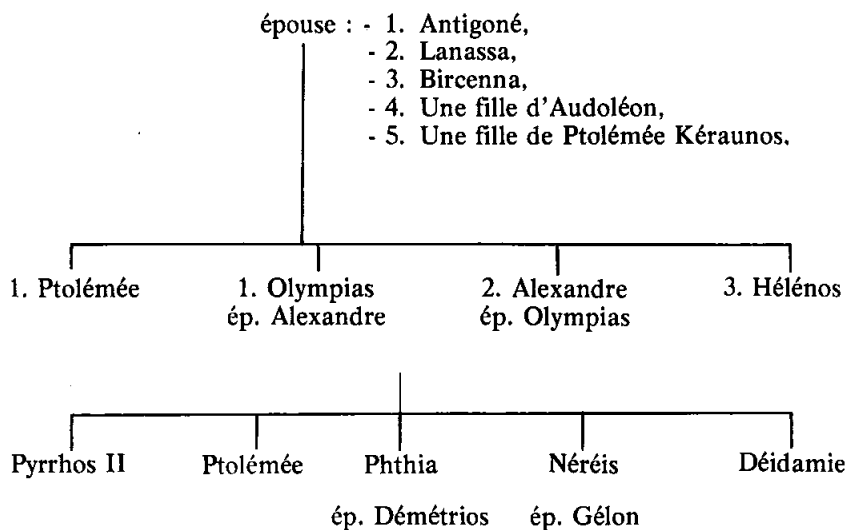 épouse : - 1. Antigoné,
- 2. Lanassa,
- 3. Bircenna,
- 4. Une fille d'Audoléon,
- 5. Une fille de Ptolémée Kéraunos.
1. Ptolémée 1. Olympias 2. Alexandre 3. Hélénos
ép. Alexandre ép. Olympias
Pyrrhos II Ptolémée Phthia Néréis Déidamie
ép. Démétrios ép. Gélon